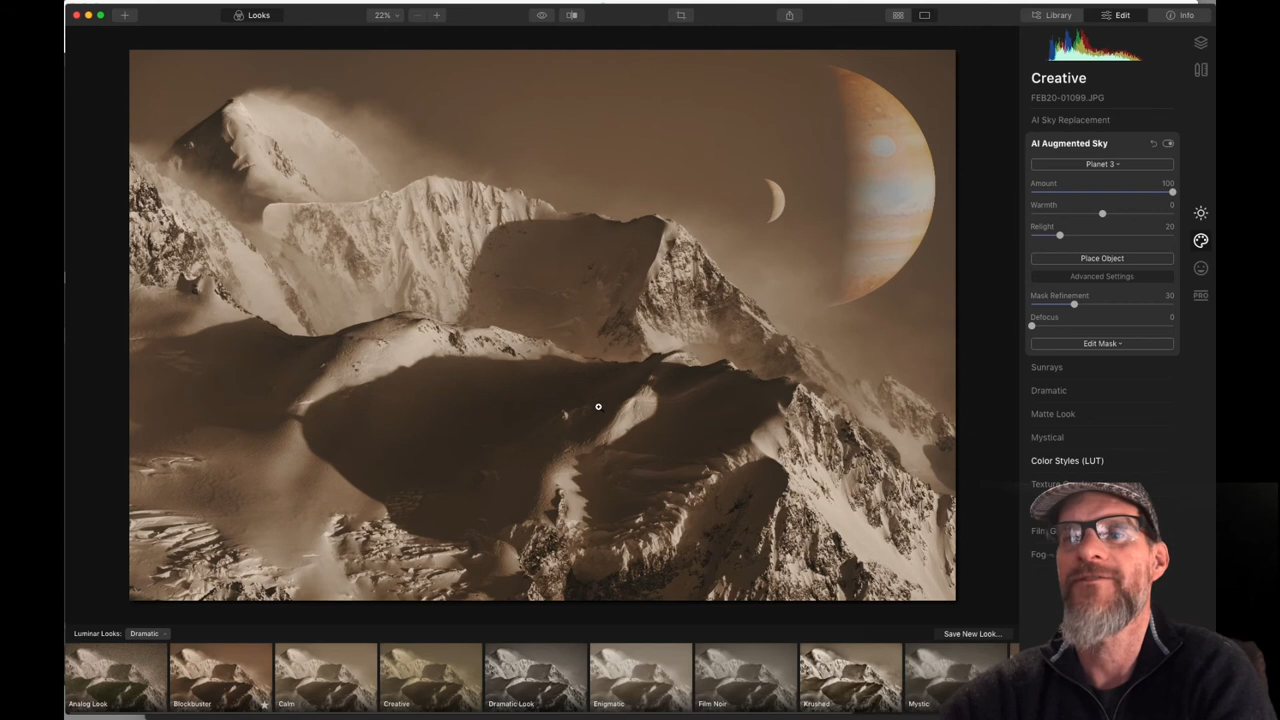 Looks
22%
Library
Edit
Info
Creative
FEB20-01099.JPG
AI Sky Replacement
AI Augmented Sky
Planet 3
Amount 100
Warmth 0
Relight 20
Place Object
Advanced Settings
Mask Refinement 30
Defocus 0
Edit Mask
Sunrays
Dramatic
Matte Look
Mystical
Color Styles (LUT)
Fog
PRO
Luminar Looks: Dramatic
Save New Look...
Analog Look
Blockbuster
Calm
Creative
Dramatic Look
Enigmatic
Film Noir
Krushed
Mystic